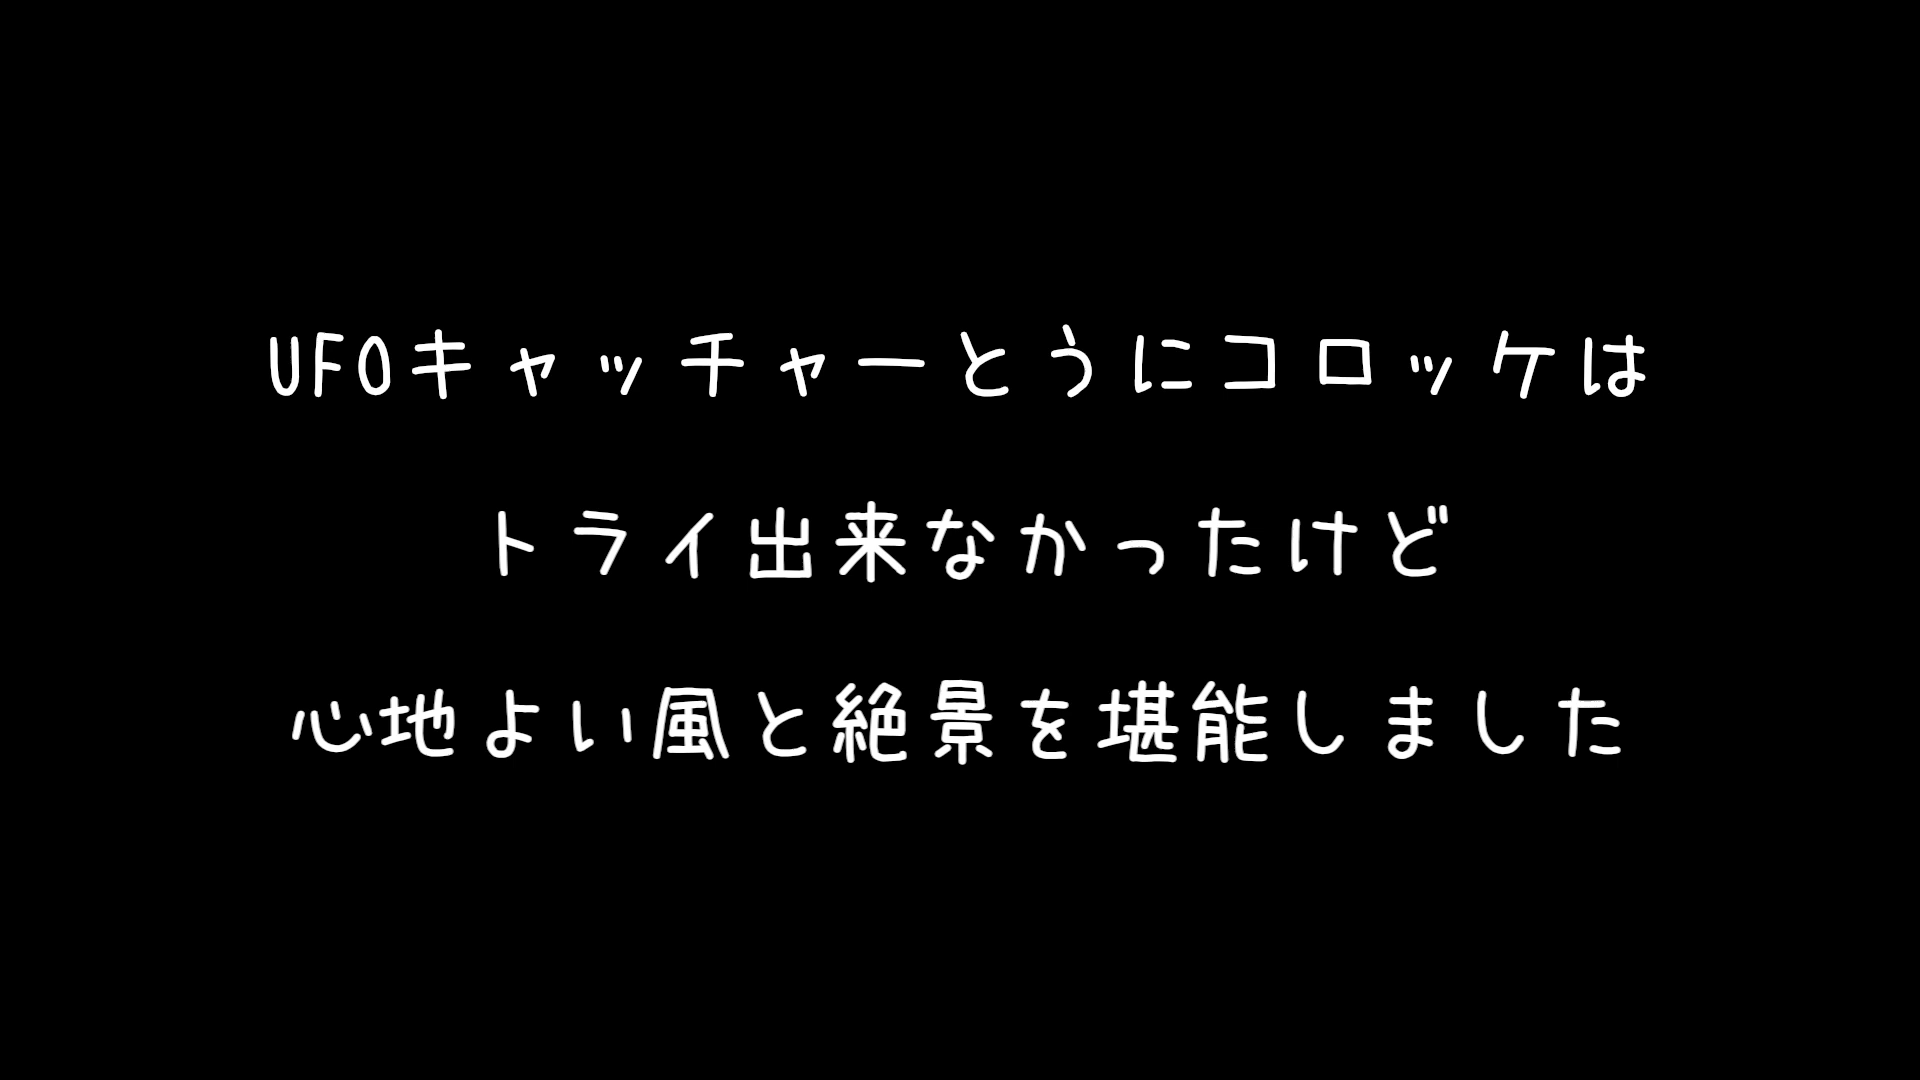 UFOキャッチャーとうにコロッケは
トライ出来なかったけど
心地よい風と絶景を堪能しました